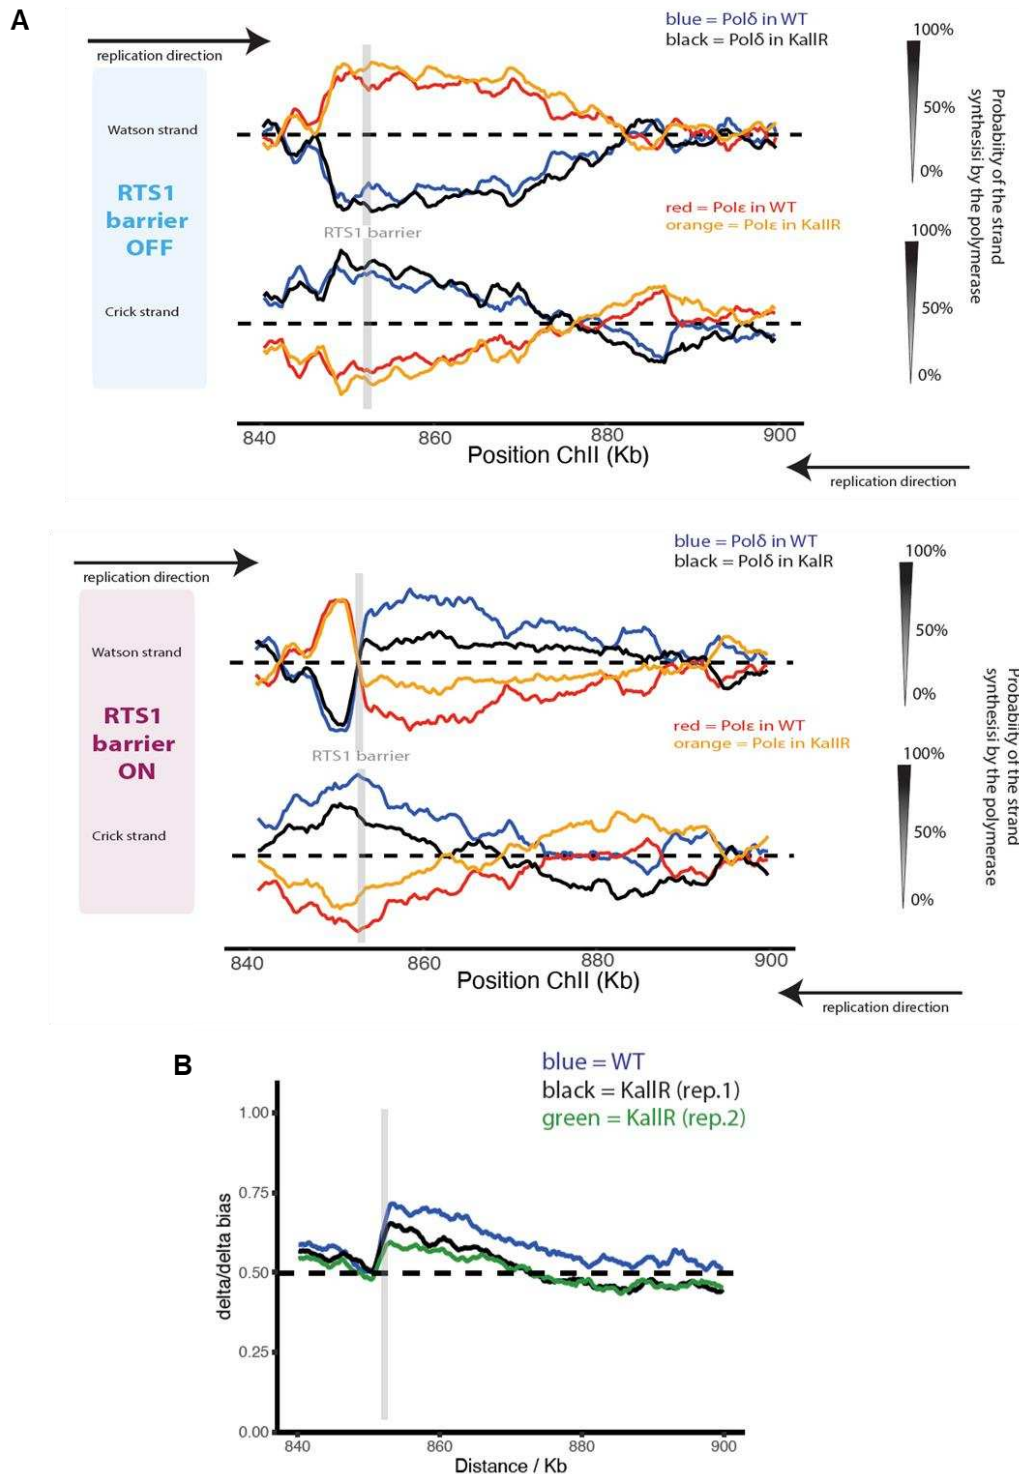 A
replication direction
blue = Polδ in WT
black = Polδ in KallR
100%
50%
0%
Probability of the strand
synthesisi by the polymerase
Watson strand
RTS1
barrier
OFF
red = Polε in WT
orange = Polε in KallR
RTS1 barrier
100%
50%
0%
Crick strand
840
860
880
900
Position ChII (Kb)
replication direction
replication direction
blue = Polδ in WT
black = Polδ in KalR
100%
50%
0%
Probability of the strand
synthesisi by the polymerase
Watson strand
RTS1
barrier
ON
red = Polε in WT
orange = Polε in KallR
RTS1 barrier
100%
50%
0%
Crick strand
840
860
880
900
Position ChII (Kb)
replication direction
B
blue = WT
black = KallR (rep.1)
green = KallR (rep.2)
delta/delta bias
1.00
0.75
0.50
0.25
0.00
840
860
880
900
Distance / Kb